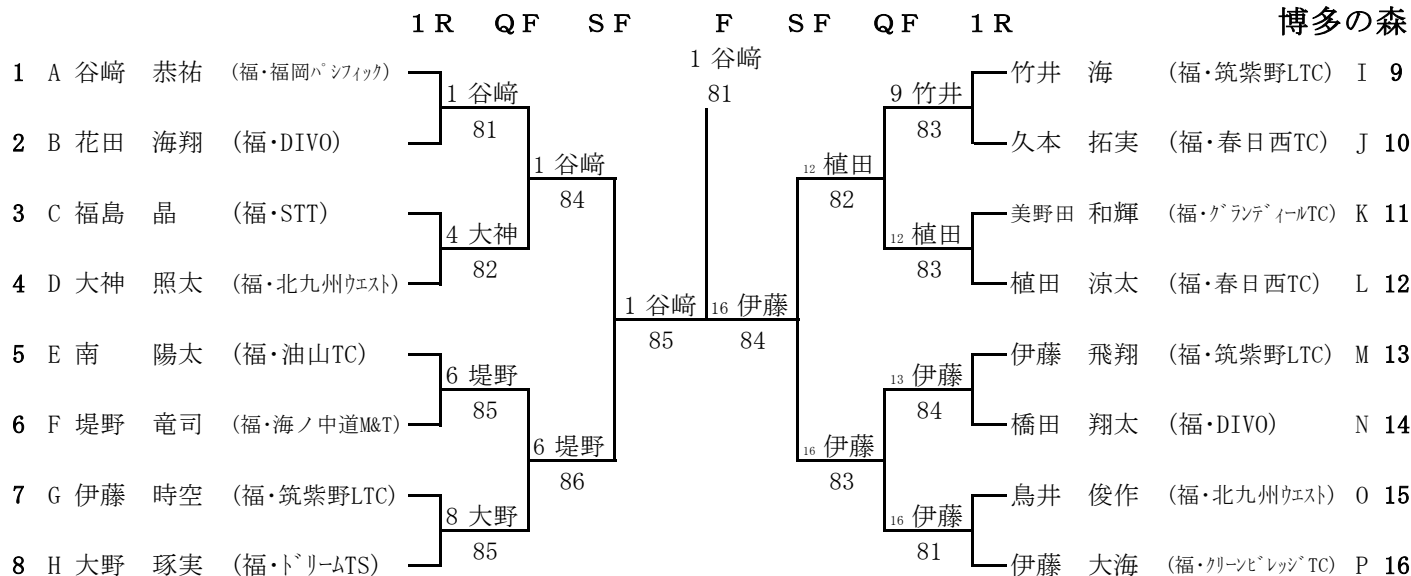 1R QF SF F SF QF 1R 博多の森
1 谷﨑
1 A 谷﨑 恭祐 (福・福岡パシフィック) 竹井 海 (福・筑紫野LTC) I 9
1 谷﨑 81 9 竹井
81 83
2 B 花田 海翔 (福・DIVO) 久本 拓実 (福・春日西TC) J 10
1 谷﨑 12 植田
84 82
3 C 福島 晶 (福・STT) 美野田 和輝 (福・グランディールTC) K 11
4 大神 12 植田
82 83
4 D 大神 照太 (福・北九州ウエスト) 植田 涼太 (福・春日西TC) L 12
1 谷﨑 16 伊藤
85 84
5 E 南 陽太 (福・油山TC) 伊藤 飛翔 (福・筑紫野LTC) M 13
6 堤野 13 伊藤
85 84
6 F 堤野 竜司 (福・海ノ中道M&T) 橋田 翔太 (福・DIVO) N 14
6 堤野 16 伊藤
86 83
7 G 伊藤 時空 (福・筑紫野LTC) 鳥井 俊作 (福・北九州ウエスト) O 15
8 大野 16 伊藤
85 81
8 H 大野 琢実 (福・ドリームTS) 伊藤 大海 (福・クリーンビレッジTC) P 16